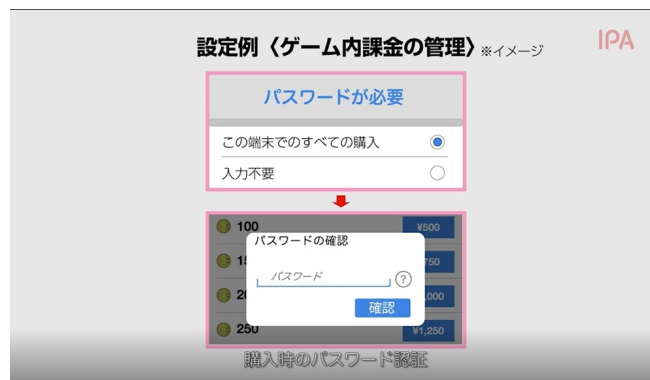 設定例〈ゲーム内課金の管理〉※イメージ
IPA
パスワードが必要
この端末でのすべての購入
入力不要
100 ¥500
パスワードの確認
パスワード ?
確認
250 ¥1,250
購入時のパスワード認証